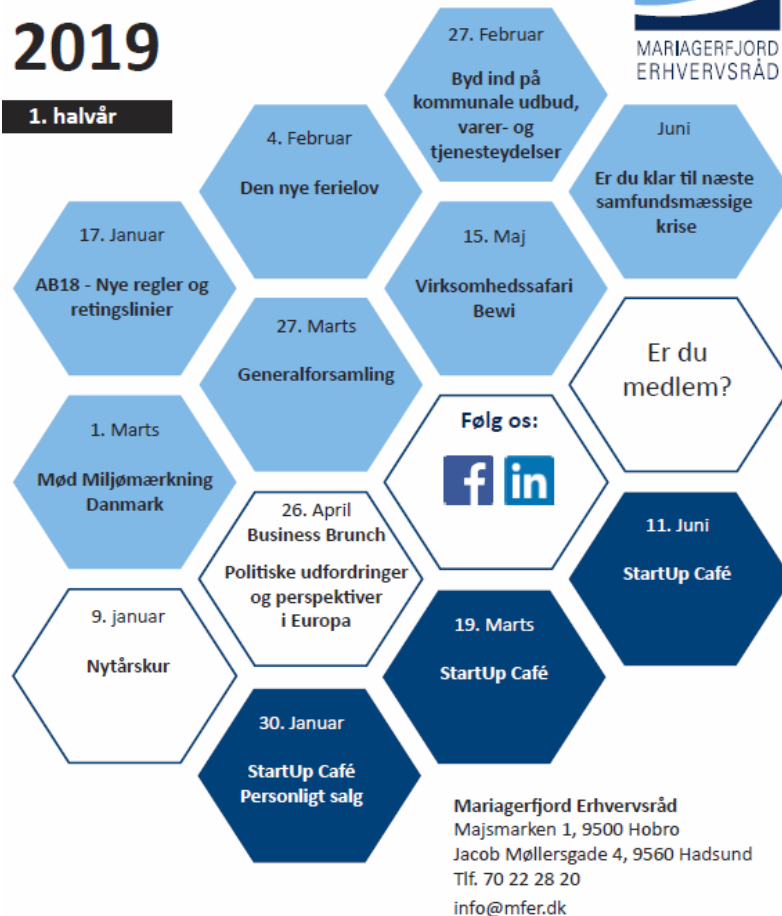 2019
1. halvår
MARIAGERFJORD
ERHVERVSRÅD
27. Februar
Byd ind på
kommunale udbud,
varer- og
tjenesteydelser
4. Februar
Den nye ferielov
Juni
Er du klar til næste
samfundsmæssige
krise
17. Januar
AB18 - Nye regler og
retingslinier
15. Maj
Virksomhedssafari
Bewi
27. Marts
Generalforsamling
Er du
medlem?
1. Marts
Mød Miljømærkning
Danmark
Følg os:
f in
26. April
Business Brunch
Politiske udfordringer
og perspektiver
i Europa
11. Juni
StartUp Café
9. januar
Nytårskur
19. Marts
StartUp Café
30. Januar
StartUp Café
Personligt salg
Mariagerfjord Erhvervsråd
Majsmarken 1, 9500 Hobro
Jacob Møllersgade 4, 9560 Hadsund
Tlf. 70 22 28 20
info@mfer.dk